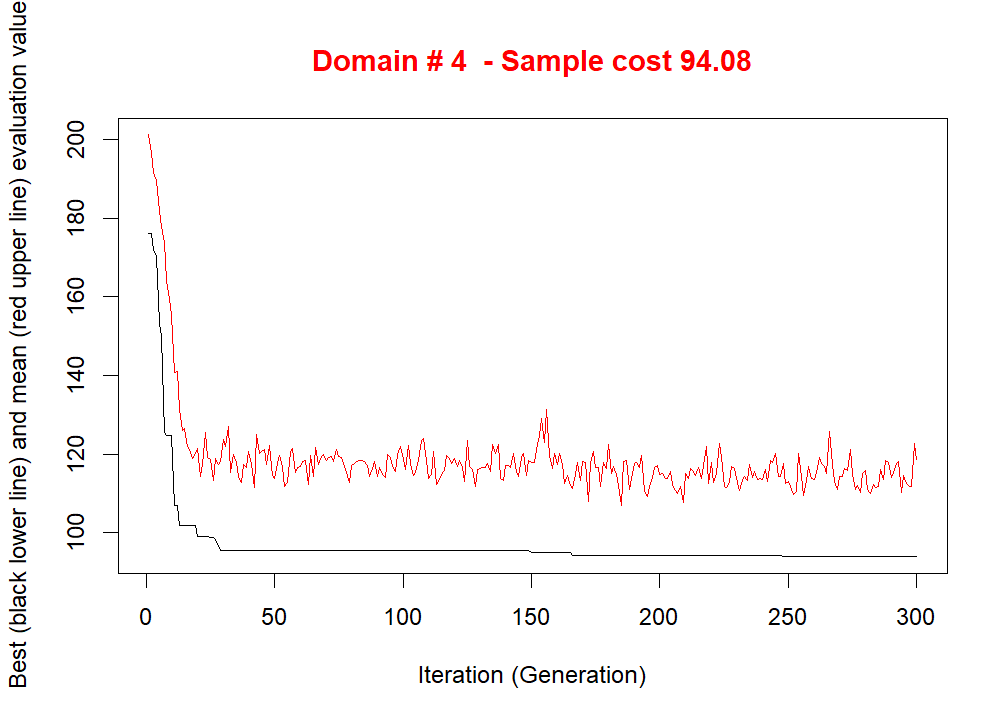 Domain # 4  - Sample cost 94.08
Best (black lower line) and mean (red upper line) evaluation value
200
180
160
140
120
100
0 50 100 150 200 250 300
Iteration (Generation)